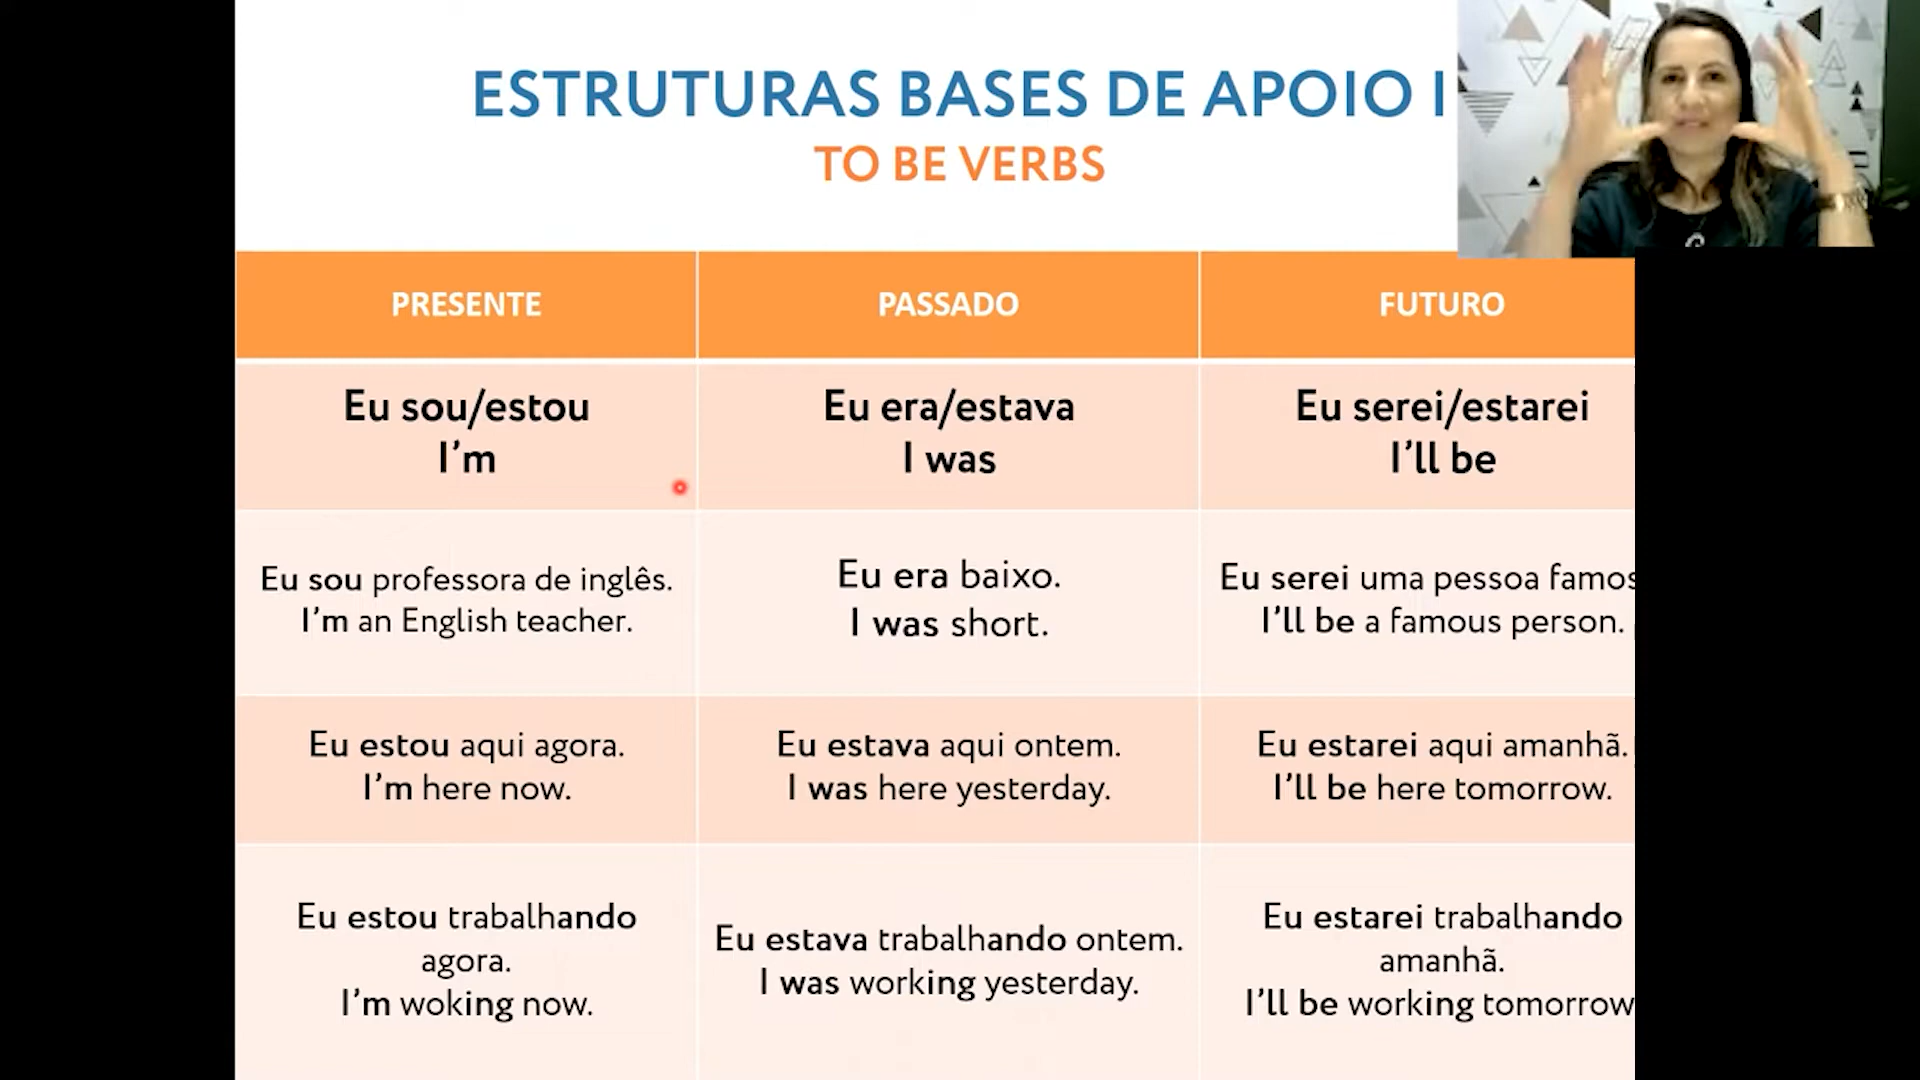 ESTRUTURAS BASES DE APOIO I
TO BE VERBS
PRESENTE
PASSADO
FUTURO
Eu sou/estou
I'm
Eu era/estava
I was
Eu serei/estarei
I'll be
Eu sou professora de inglês.
I'm an English teacher.
Eu era baixo.
I was short.
Eu serei uma pessoa famos
I'll be a famous person.
Eu estou aqui agora.
I'm here now.
Eu estava aqui ontem.
I was here yesterday.
Eu estarei aqui amanhã.
I'll be here tomorrow.
Eu estou trabalhando
agora.
I'm woking now.
Eu estava trabalhando ontem.
I was working yesterday.
Eu estarei trabalhando
amanhã.
I'll be working tomorrow